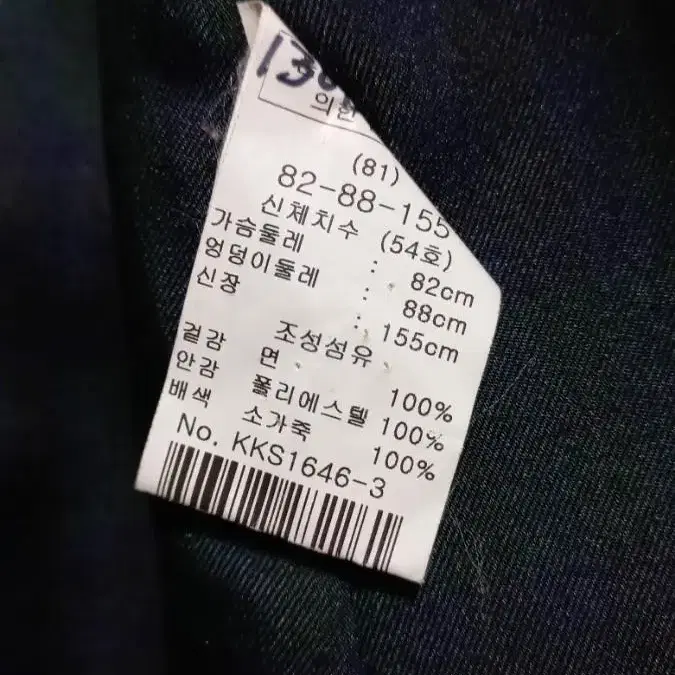 의
(81)
82-88-155
신체치수 (54호)
가슴둘레 : 82cm
엉덩이둘레 : 88cm
신장 : 155cm
조성섬유
겉감 면 100%
안감 폴리에스텔 100%
배색 소가죽 100%
No. KKS1646-3